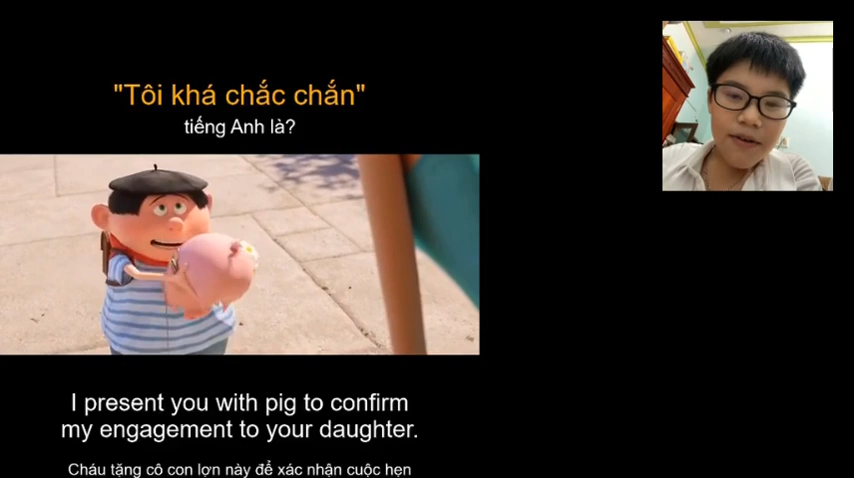 "Tôi khá chắc chắn"
tiếng Anh là?
I present you with pig to confirm
my engagement to your daughter.
Cháu tặng cô con lợn này để xác nhận cuộc hẹn